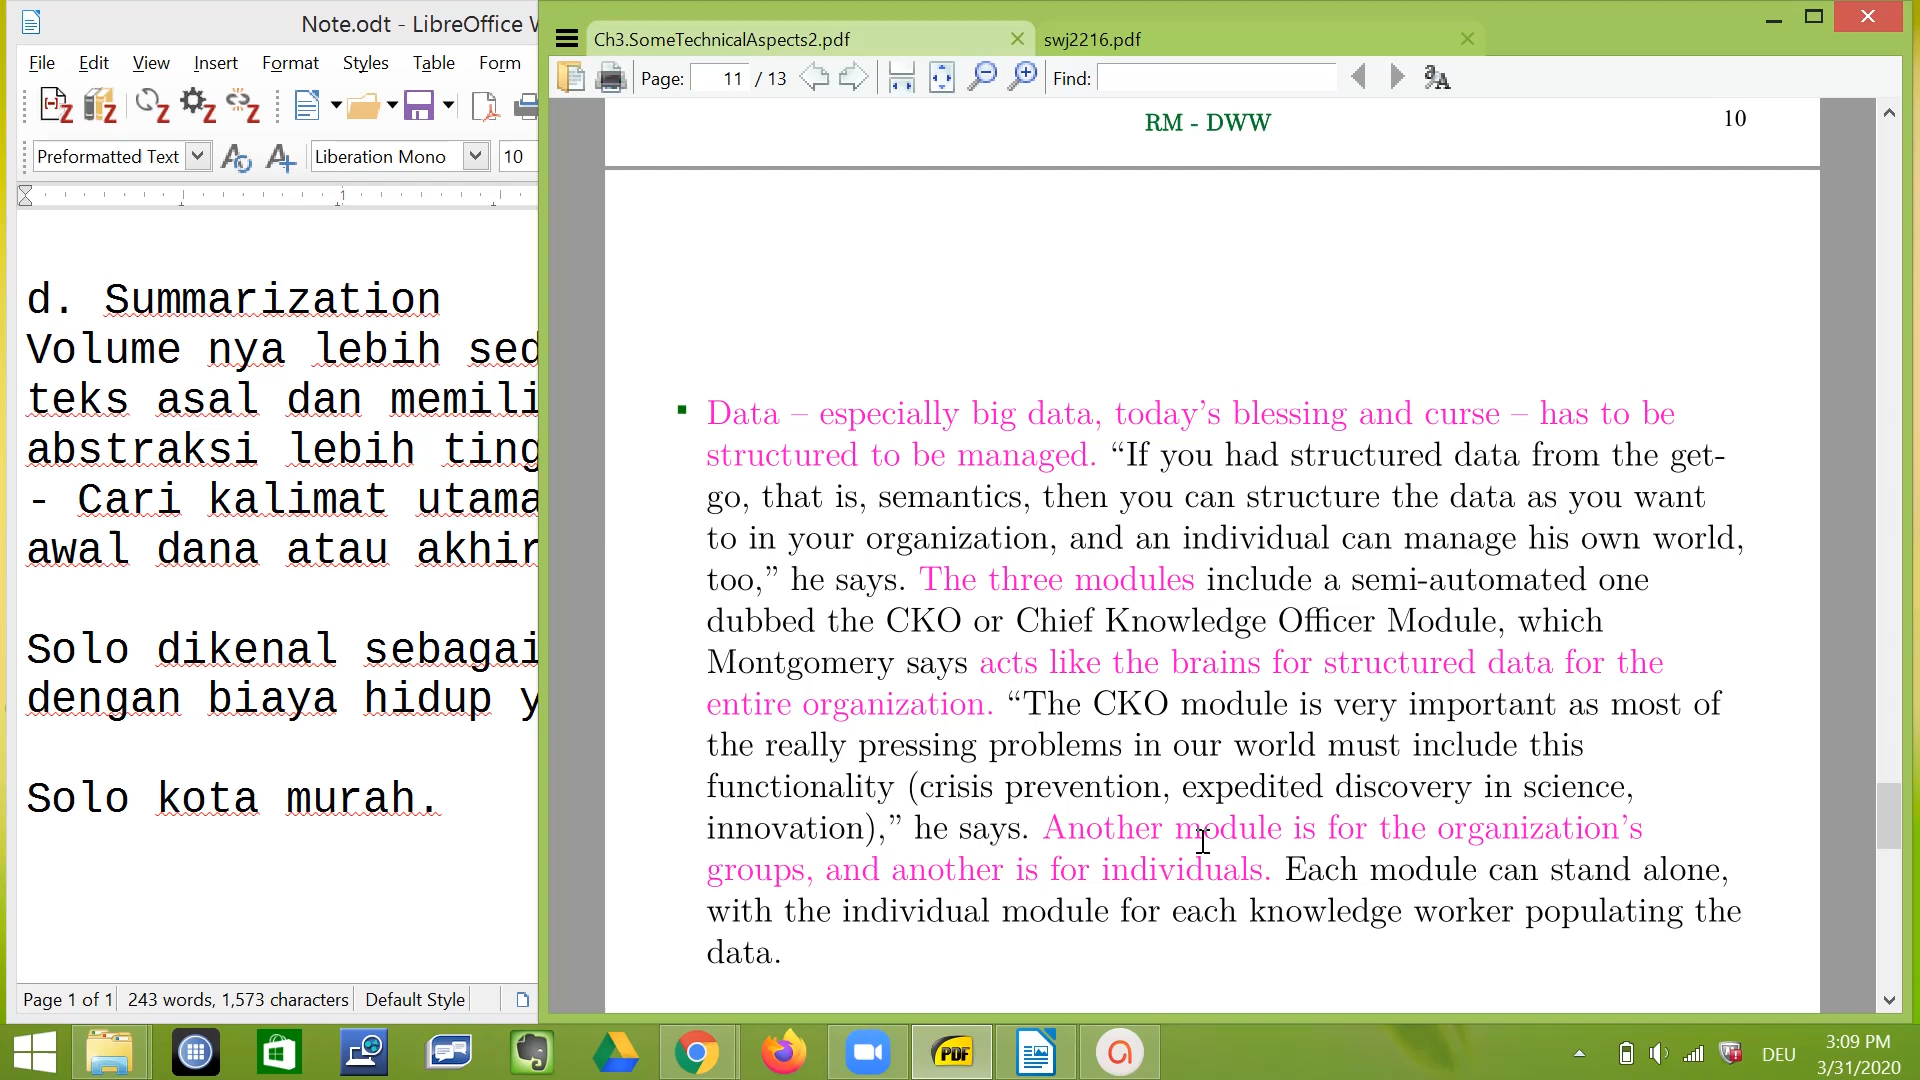 Note.odt - LibreOffice W
File Edit View Insert Format Styles Table Form
Preformatted Text Liberation Mono 10
1
d. Summarization
Volume nya lebih sed
teks asal dan memili
abstraksi lebih ting
- Cari kalimat utama
awal dana atau akhir
Solo dikenal sebagai
dengan biaya hidup y
Solo kota murah.
Page 1 of 1 243 words, 1,573 characters Default Style
Ch3.SomeTechnicalAspects2.pdf swj2216.pdf
Page: 11 / 13 Find:
RM - DWW 10
▪ Data – especially big data, today’s blessing and curse – has to be
structured to be managed. “If you had structured data from the get-
go, that is, semantics, then you can structure the data as you want
to in your organization, and an individual can manage his own world,
too,” he says. The three modules include a semi-automated one
dubbed the CKO or Chief Knowledge Officer Module, which
Montgomery says acts like the brains for structured data for the
entire organization. “The CKO module is very important as most of
the really pressing problems in our world must include this
functionality (crisis prevention, expedited discovery in science,
innovation),” he says. Another module is for the organization’s
groups, and another is for individuals. Each module can stand alone,
with the individual module for each knowledge worker populating the
data.
PDF
DEU
3:09 PM
3/31/2020